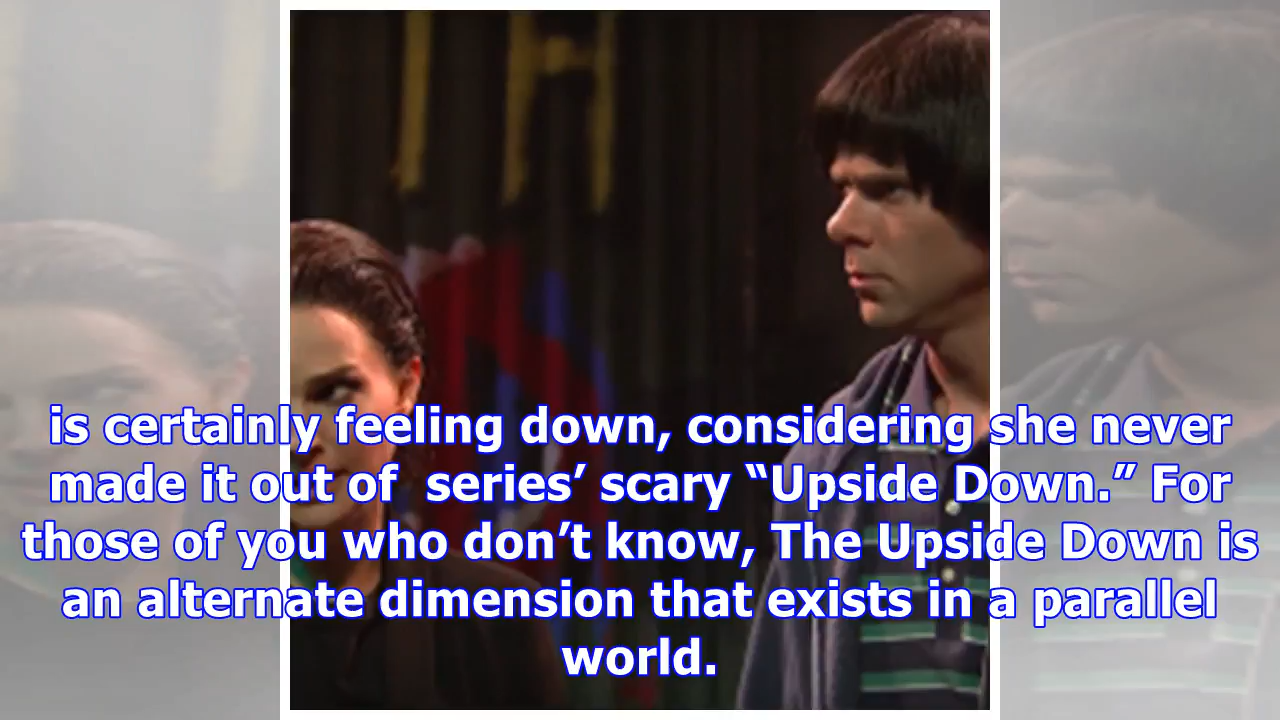 is certainly feeling down, considering she never
made it out of  series’ scary “Upside Down.” For
those of you who don’t know, The Upside Down is
an alternate dimension that exists in a parallel
world.